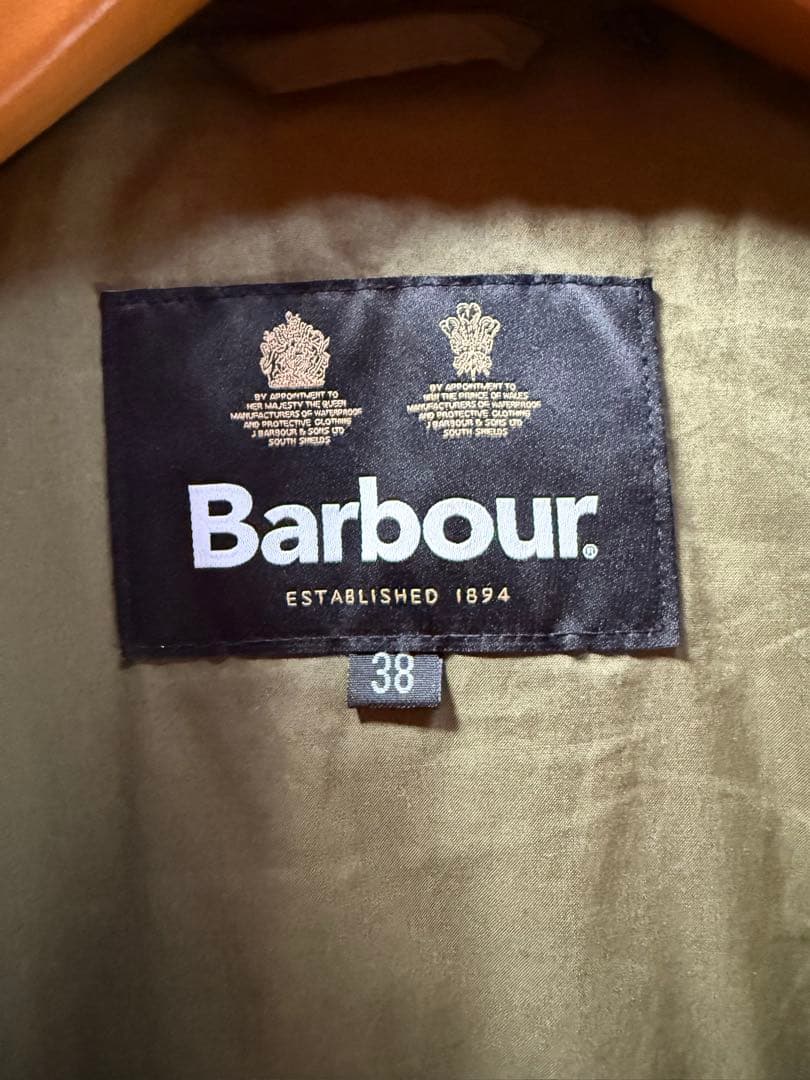 BY APPOINTMENT TO
HER MAJESTY THE QUEEN
MANUFACTURERS OF WATERPROOF
AND PROTECTIVE CLOTHING
J BARBOUR & SONS LTD
SOUTH SHIELDS
BY APPOINTMENT TO
HRH THE PRINCE OF WALES
MANUFACTURERS OF WATERPROOF
AND PROTECTIVE CLOTHING
J BARBOUR & SONS LTD
SOUTH SHIELDS
Barbour®
ESTABLISHED 1894
38